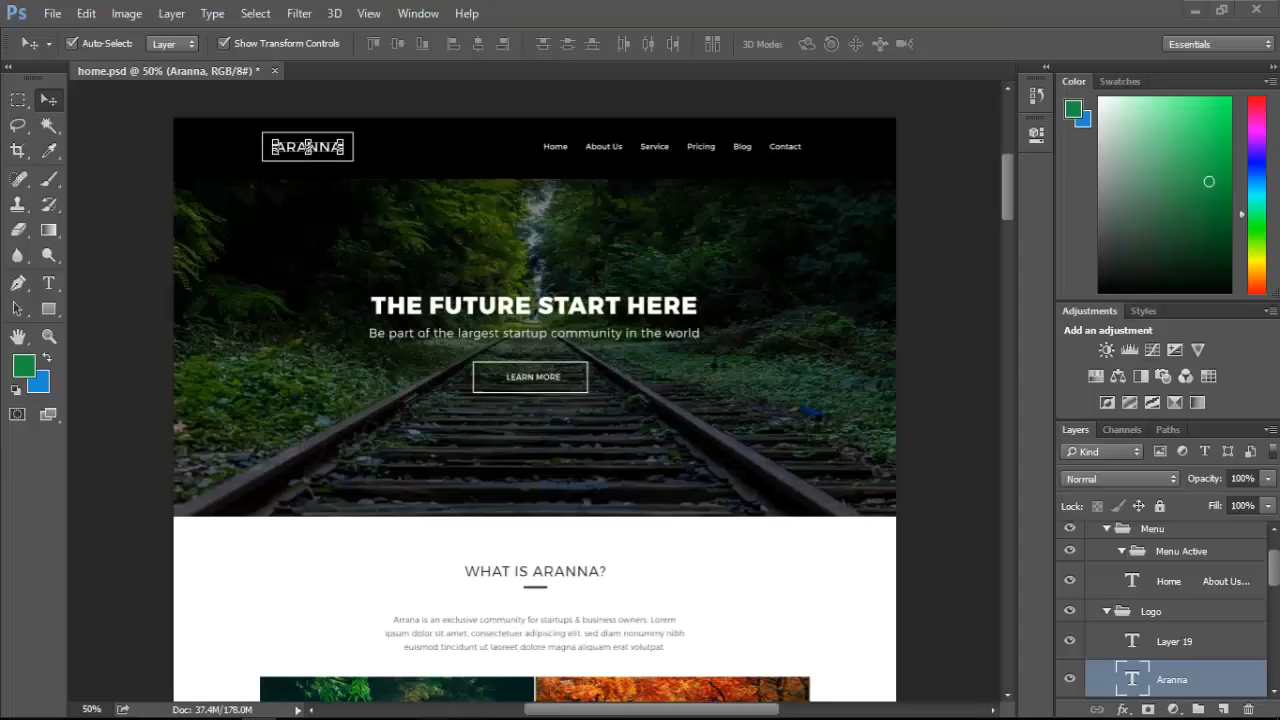 Ps File Edit Image Layer Type Select Filter 3D View Window Help
Auto-Select: Layer Show Transform Controls 3D Mode: Essentials
home.psd @ 50% (Aranna, RGB/8#) *
Color Swatches
ARANNA
Home About Us Service Pricing Blog Contact
THE FUTURE START HERE
Be part of the largest startup community in the world
LEARN MORE
WHAT IS ARANNA?
Arrana is an exclusive community for startups & business owners. Lorem
ipsum dolor sit amet, consectetuer adipiscing elit, sed diam nonummy nibh
euismod tincidunt ut laoreet dolore magna aliquam erat volutpat
Adjustments Styles
Add an adjustment
Layers Channels Paths
Kind
Normal Opacity: 100%
Lock: Fill: 100%
Menu
Menu Active
Home About Us...
Logo
Layer 19
Aranna
50% Doc: 37.4M/178.0M